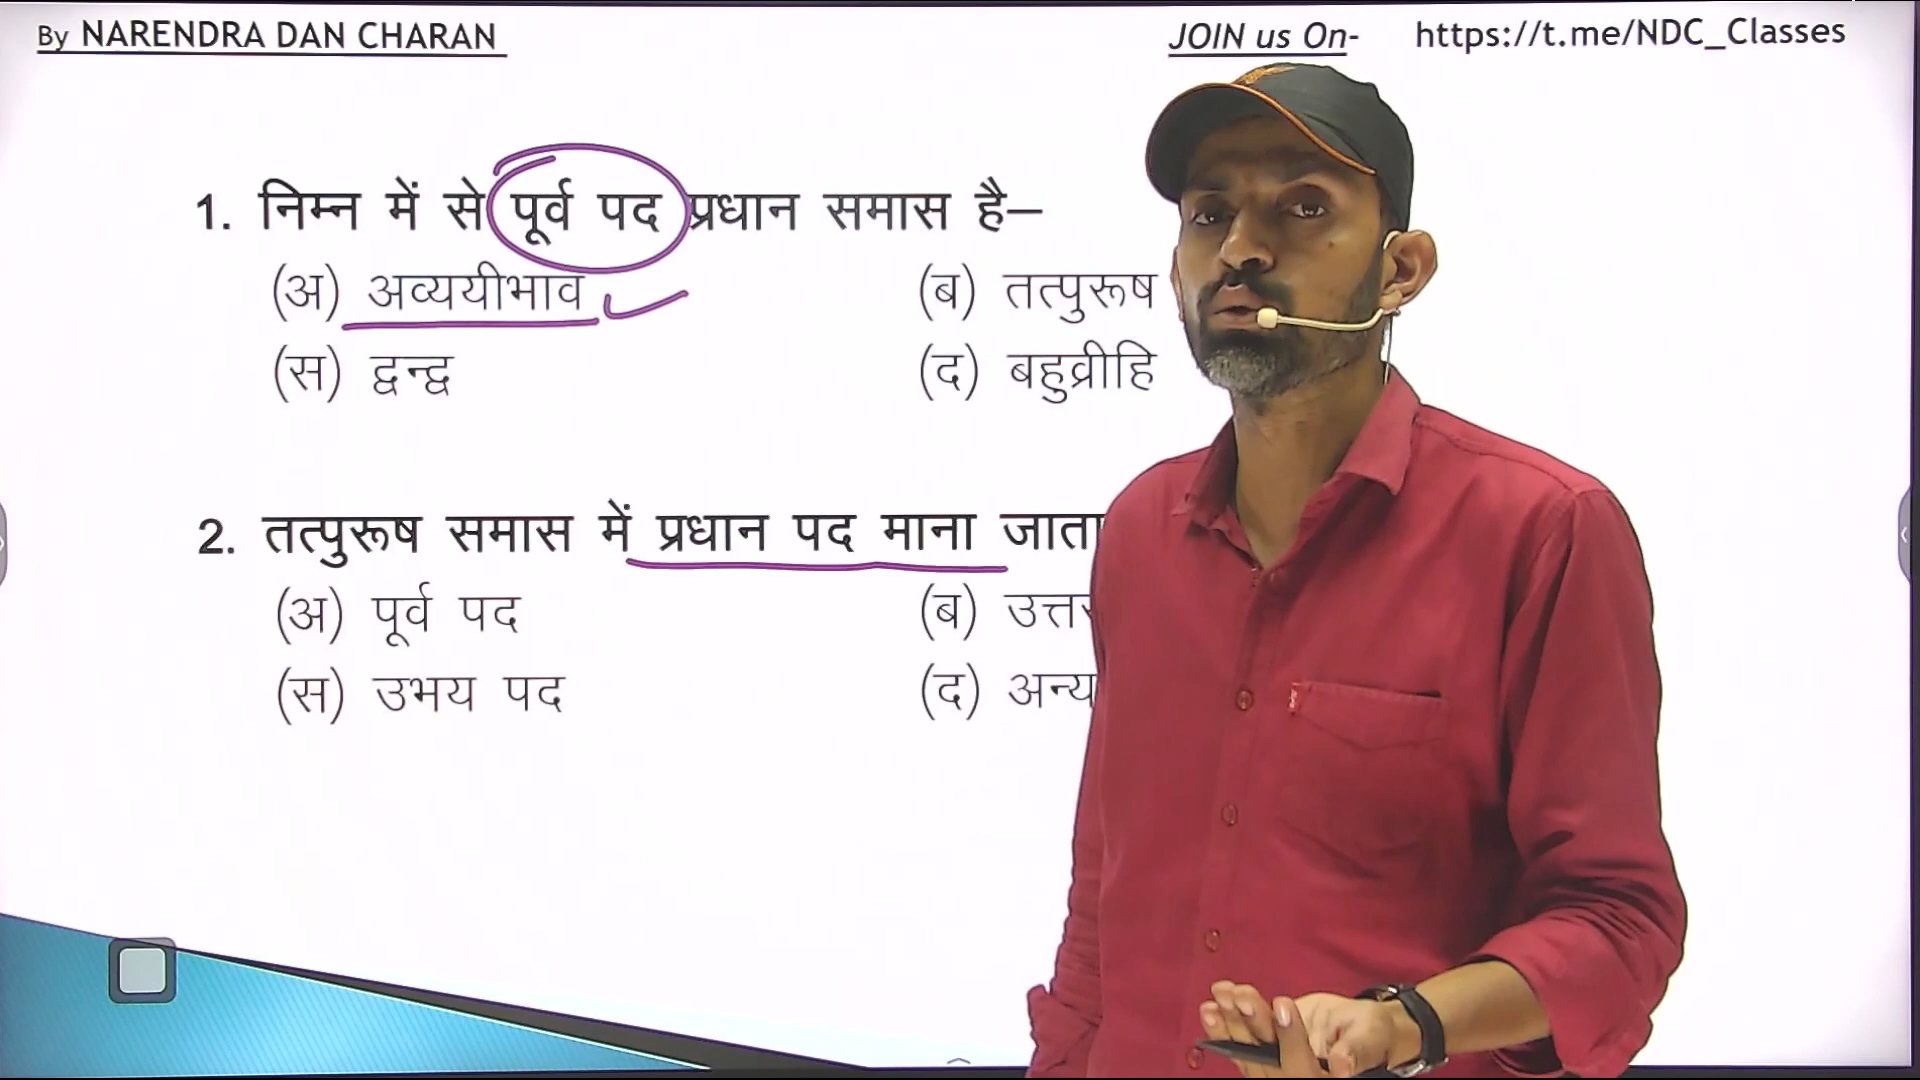 By NARENDRA DAN CHARAN
JOIN us On- https://t.me/NDC_Classes
1. निम्न में से पूर्व पद प्रधान समास है–
(अ) अव्ययीभाव (ब) तत्पुरूष
(स) द्वन्द्व (द) बहुव्रीहि
2. तत्पुरूष समास में प्रधान पद माना जाता
(अ) पूर्व पद (ब)
(स) उभय पद (द) अन्य